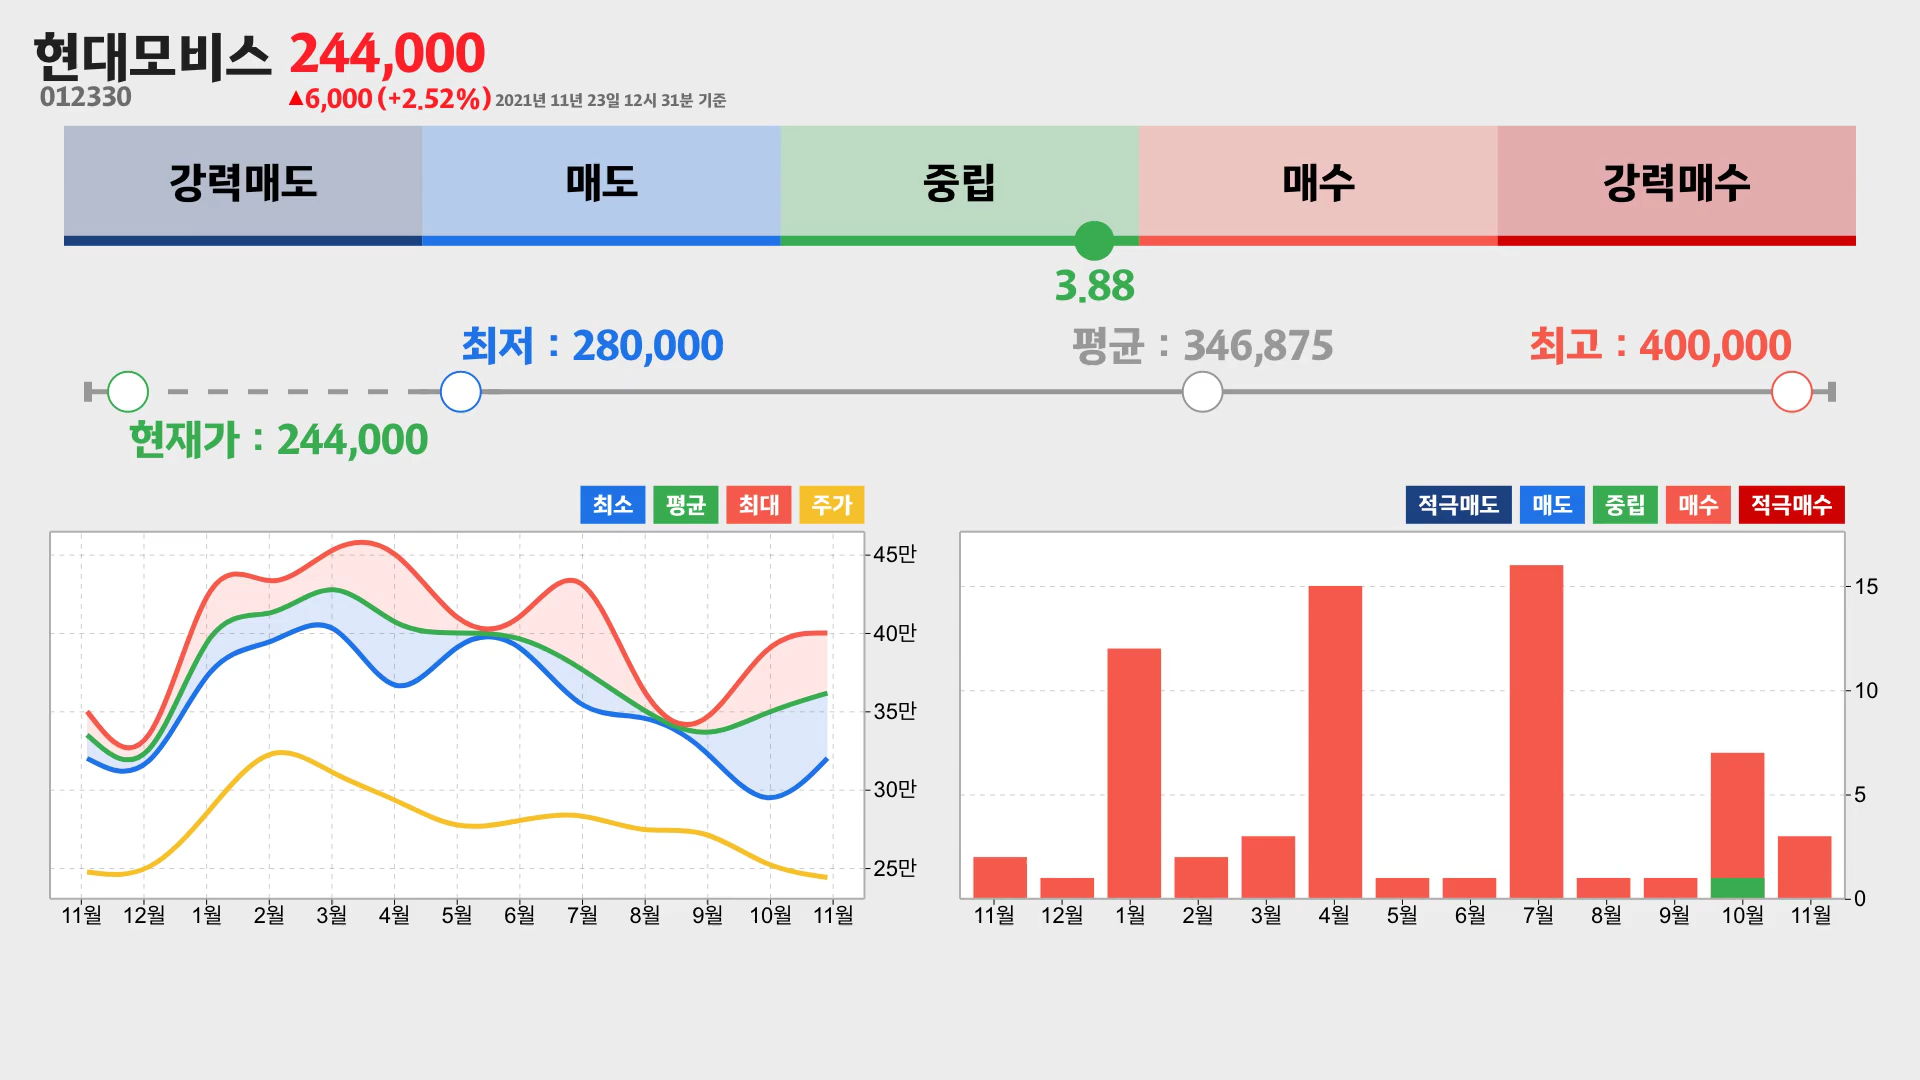 현대모비스 244,000
012330 ▲6,000 (+2.52%) 2021년 11년 23일 12시 31분 기준
강력매도 매도 중립 매수 강력매수
3.88
최저 : 280,000 평균 : 346,875 최고 : 400,000
현재가 : 244,000
최소 평균 최대 주가
45만
40만
35만
30만
25만
11월 12월 1월 2월 3월 4월 5월 6월 7월 8월 9월 10월 11월
적극매도 매도 중립 매수 적극매수
15
10
5
0
11월 12월 1월 2월 3월 4월 5월 6월 7월 8월 9월 10월 11월